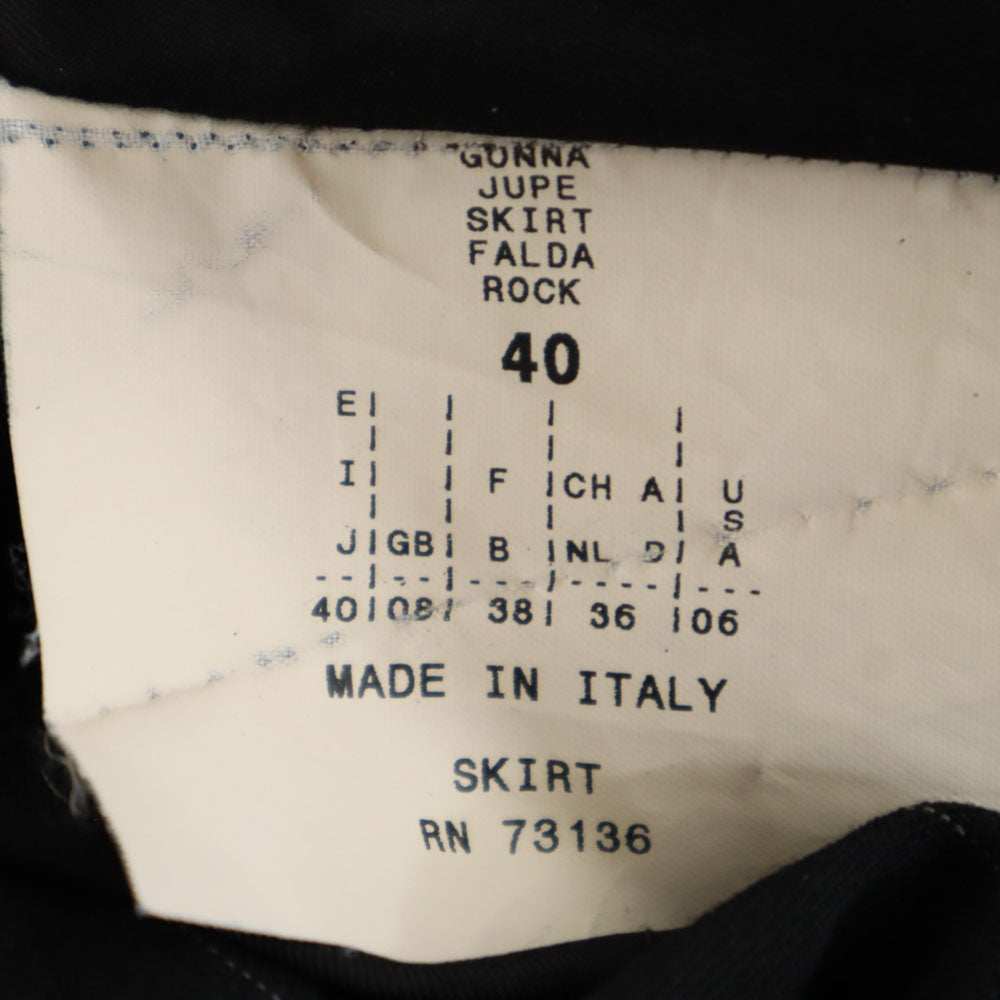 GONNA
JUPE
SKIRT
FALDA
ROCK
40
E
I F CH A U
S
J GB B NL D A
40 08 38 36 06
MADE IN ITALY
SKIRT
RN 73136